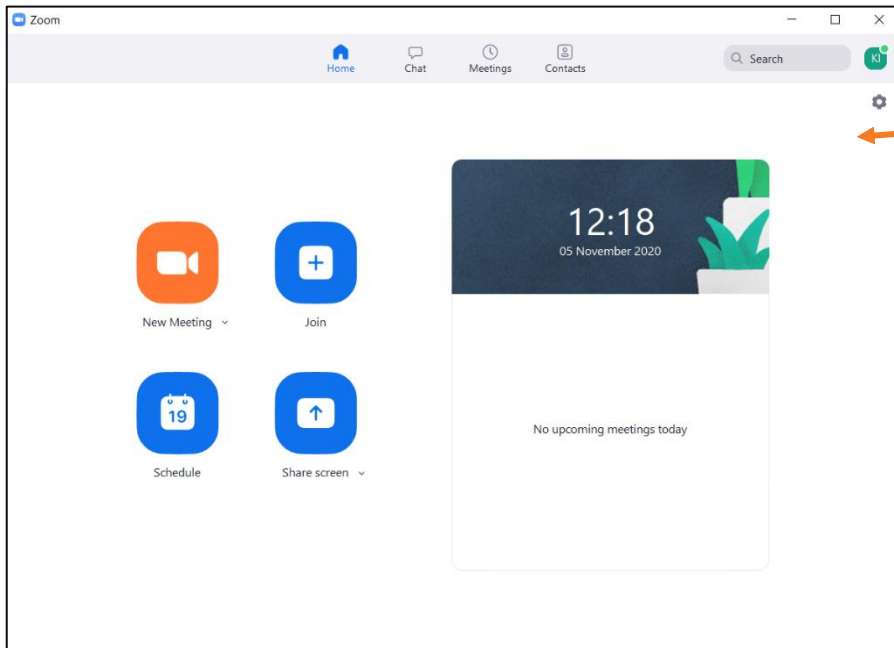 Zoom
Home Chat Meetings Contacts
Search
KI
12:18
05 November 2020
New Meeting
Join
19
Schedule
Share screen
No upcoming meetings today